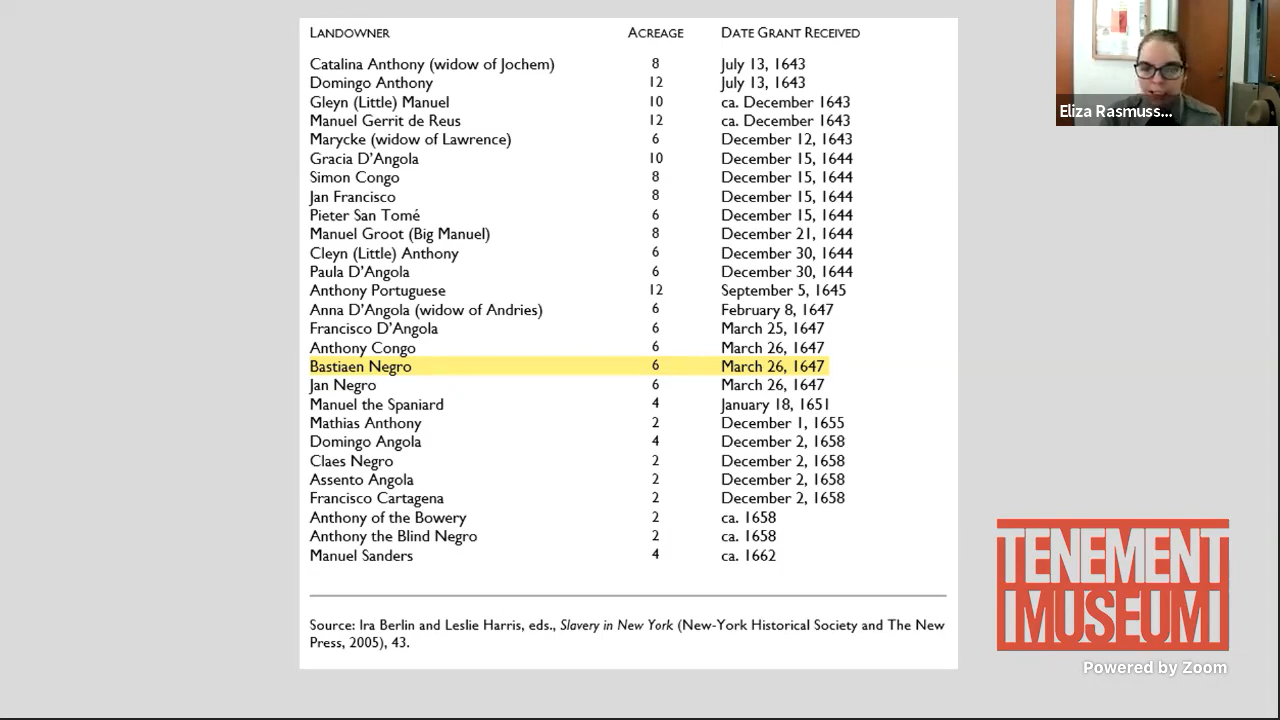 LANDOWNER ACREAGE DATE GRANT RECEIVED
Catalina Anthony (widow of Jochem) 8 July 13, 1643
Domingo Anthony 12 July 13, 1643
Gleyn (Little) Manuel 10 ca. December 1643
Manuel Gerrit de Reus 12 ca. December 1643
Marycke (widow of Lawrence) 6 December 12, 1643
Gracia D'Angola 10 December 15, 1644
Simon Congo 8 December 15, 1644
Jan Francisco 8 December 15, 1644
Pieter San Tomé 6 December 15, 1644
Manuel Groot (Big Manuel) 8 December 21, 1644
Cleyn (Little) Anthony 6 December 30, 1644
Paula D'Angola 6 December 30, 1644
Anthony Portuguese 12 September 5, 1645
Anna D'Angola (widow of Andries) 6 February 8, 1647
Francisco D'Angola 6 March 25, 1647
Anthony Congo 6 March 26, 1647
Bastiaen Negro 6 March 26, 1647
Jan Negro 6 March 26, 1647
Manuel the Spaniard 4 January 18, 1651
Mathias Anthony 2 December 1, 1655
Domingo Angola 4 December 2, 1658
Claes Negro 2 December 2, 1658
Assento Angola 2 December 2, 1658
Francisco Cartagena 2 December 2, 1658
Anthony of the Bowery 2 ca. 1658
Anthony the Blind Negro 2 ca. 1658
Manuel Sanders 4 ca. 1662
Source: Ira Berlin and Leslie Harris, eds., Slavery in New York (New-York Historical Society and The New
Press, 2005), 43.
Eliza Rasmuss...
TENEMENT
MUSEUM
Powered by Zoom